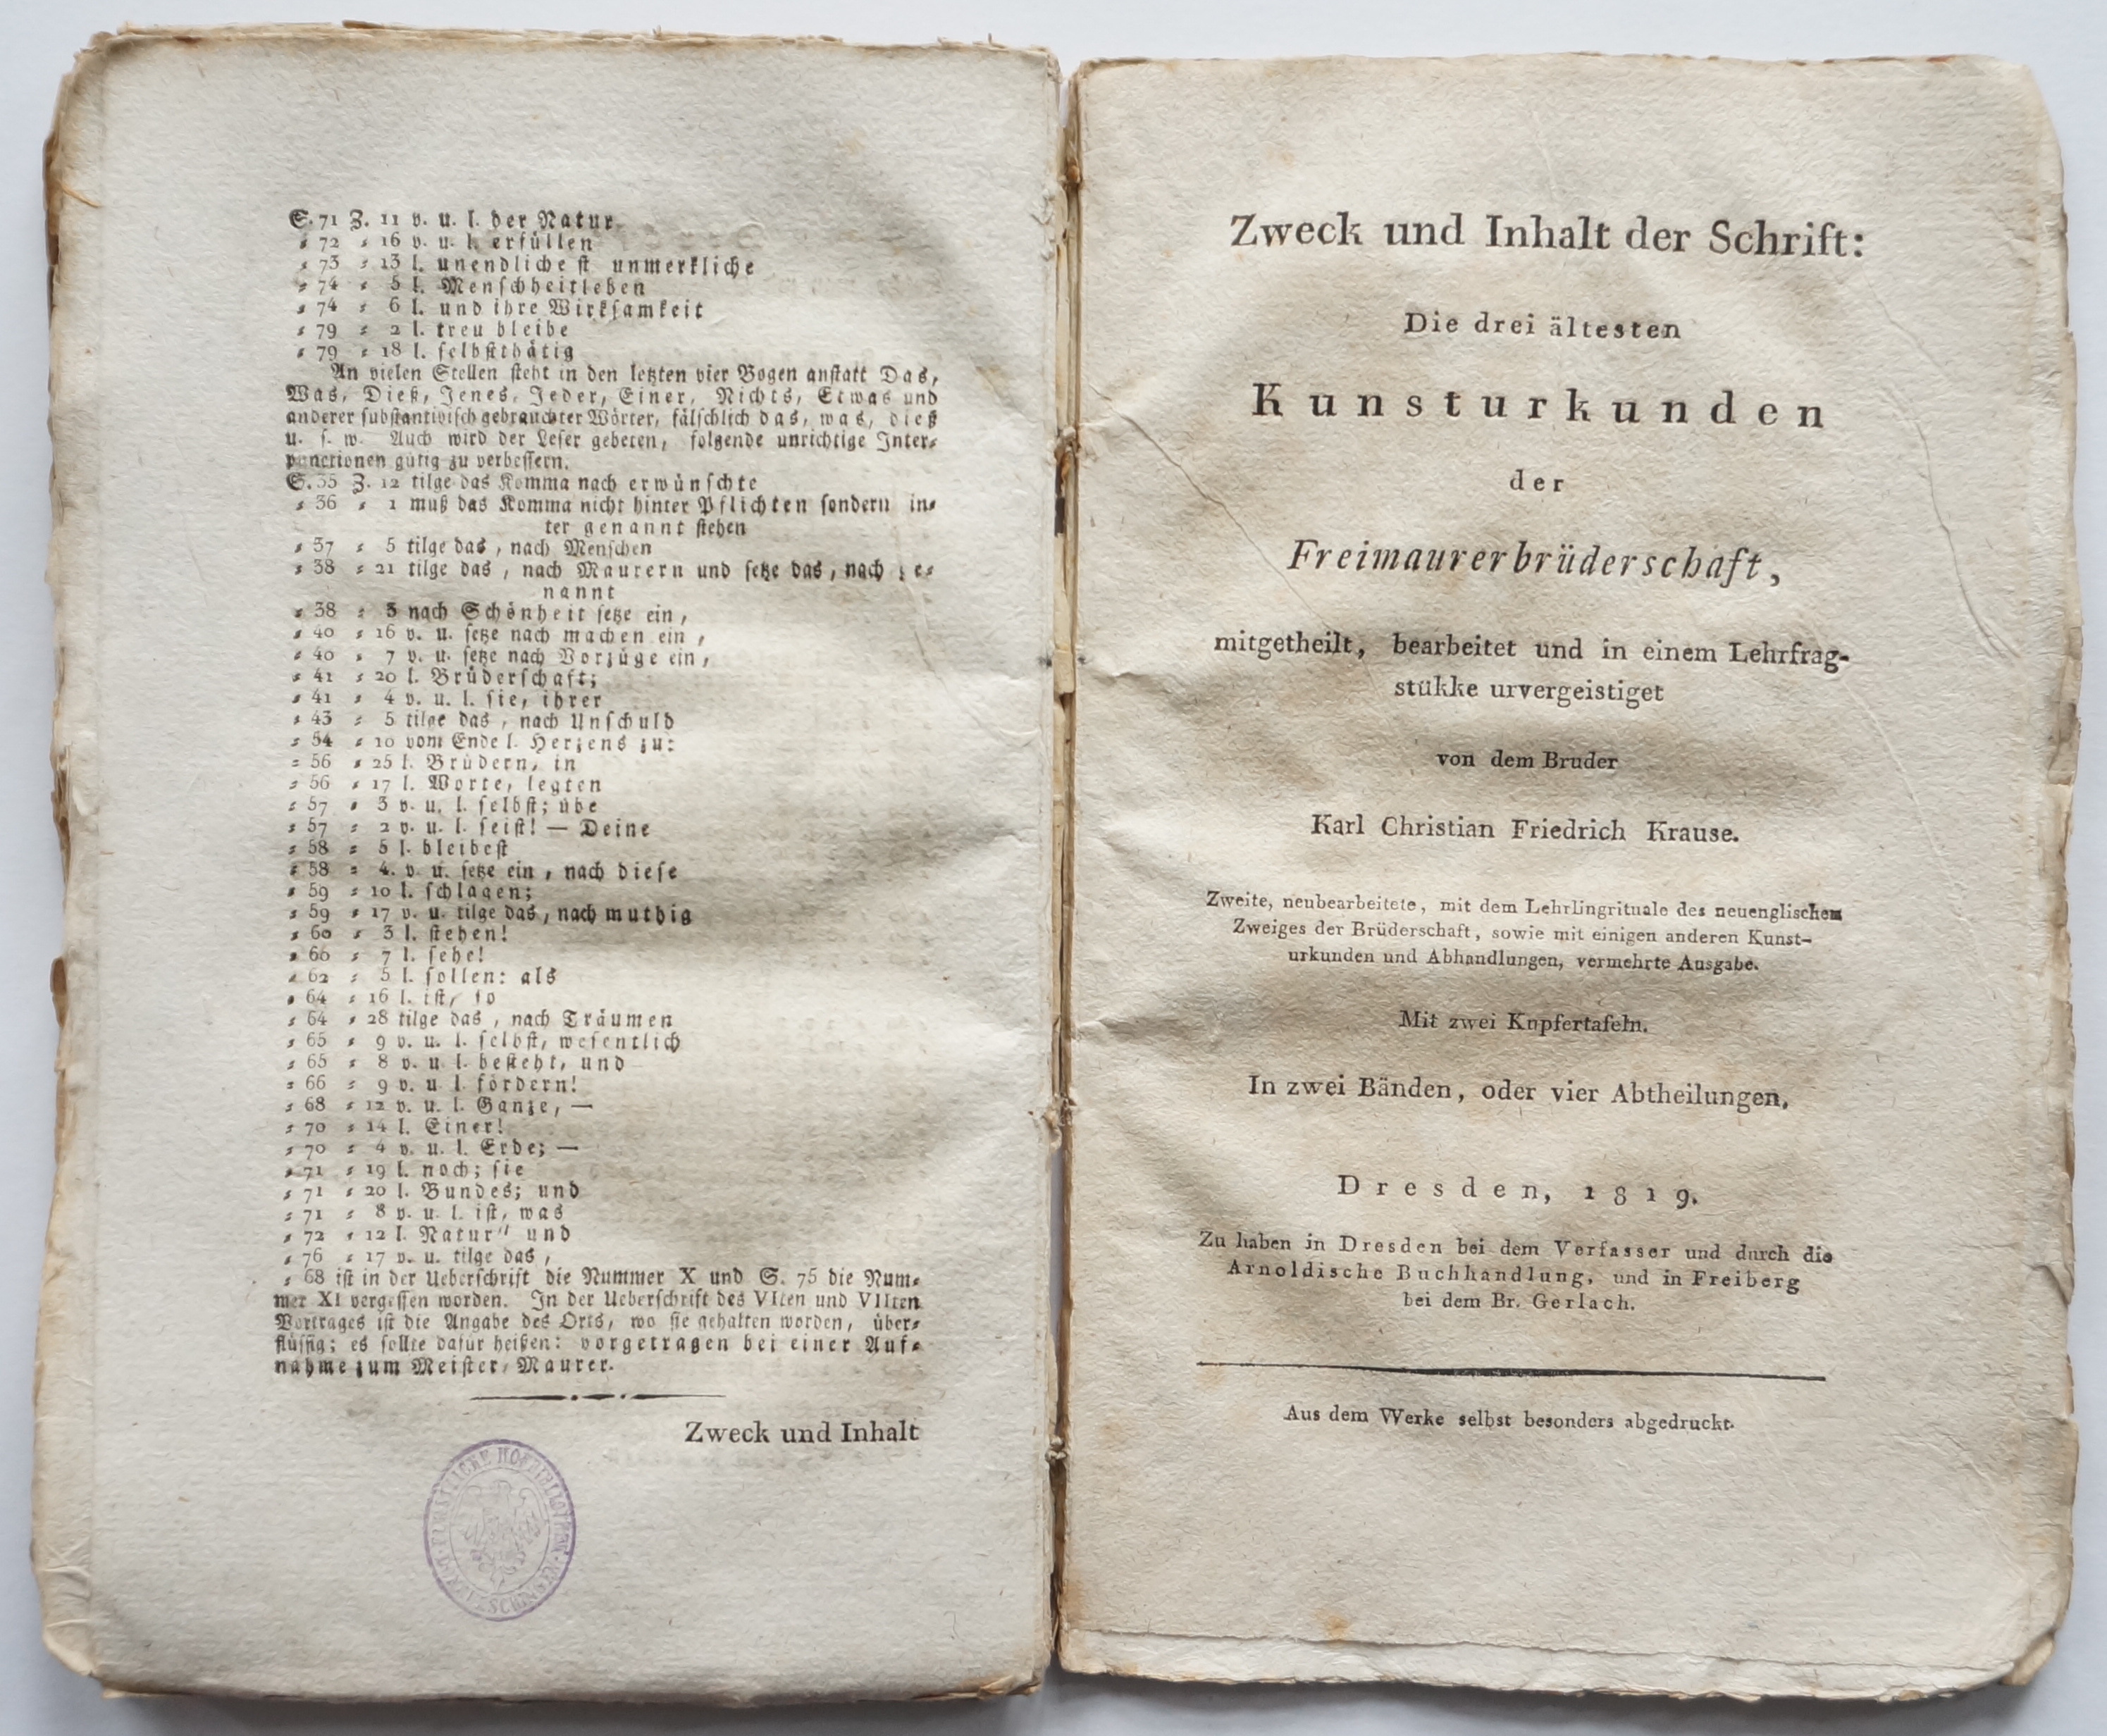 S. 71 Z. 11 v. u. l. der Natur
⸗ 72 ⸗ 16 v. u. l. erfüllen
⸗ 73 ⸗ 13 l. unendliche st unmerkliche
⸗ 74 ⸗ 5 l. Menschheitleben
⸗ 74 ⸗ 6 l. und ihre Wirksamkeit
⸗ 79 ⸗ 2 l. treu bleibe
⸗ 79 ⸗ 18 l. selbstthätig
An vielen Stellen steht in den letzten vier Bogen anstatt Das,
Was, Dieß, Jenes, Jeder, Einer, Nichts, Etwas und
anderer substantivisch gebrauchter Wörter, fälschlich das, was, dieß
u. s. w. Auch wird der Leser gebeten, folgende unrichtige Inter⸗
punctionen gütig zu verbessern.
S. 35 Z. 12 tilge das Komma nach erwünschte
⸗ 36 ⸗ 1 muß das Komma nicht hinter Pflichten sondern in⸗
ter genannt stehen
⸗ 37 ⸗ 5 tilge das , nach Menschen
⸗ 38 ⸗ 21 tilge das , nach Maurern und setze das, nach ge⸗
nannt
⸗ 38 ⸗ 3 nach Schönheit setze ein ,
⸗ 40 ⸗ 16 v. u. setze nach machen ein ,
⸗ 40 ⸗ 7 v. u. setze nach Vorzüge ein ,
⸗ 41 ⸗ 20 l. Brüderschaft;
⸗ 41 ⸗ 4 v. u. l. sie, ihrer
⸗ 43 ⸗ 5 tilge das , nach Unschuld
⸗ 54 ⸗ 10 vom Ende l. Herzens zu:
⸗ 56 ⸗ 25 l. Brüdern, in
⸗ 56 ⸗ 17 l. Worte, legten
⸗ 57 ⸗ 3 v. u. l. selbst; übe
⸗ 57 ⸗ 2 v. u. l. seist! — Deine
⸗ 58 ⸗ 5 l. bleibest
⸗ 58 ⸗ 4. v. u. setze ein , nach diese
⸗ 59 ⸗ 10 l. schlagen;
⸗ 59 ⸗ 17 v. u. tilge das, nach muthig
⸗ 60 ⸗ 3 l. stehen!
⸗ 60 ⸗ 7 l. sehe!
⸗ 62 ⸗ 5 l. sollen: als
⸗ 64 ⸗ 16 l. ist, so
⸗ 64 ⸗ 28 tilge das , nach Träumen
⸗ 65 ⸗ 9 v. u. l. selbst, wesentlich
⸗ 65 ⸗ 8 v. u. l. besteht, und
⸗ 66 ⸗ 9 v. u. l. fördern!
⸗ 68 ⸗ 12 v. u. l. Ganze, —
⸗ 70 ⸗ 14 l. Einer!
⸗ 70 ⸗ 4 v. u. l. Erde; —
⸗ 71 ⸗ 19 l. noch; sie
⸗ 71 ⸗ 20 l. Bundes; und
⸗ 71 ⸗ 8 v. u. l. ist, was
⸗ 72 ⸗ 12 l. Natur" und
⸗ 76 ⸗ 17 v. u. tilge das ,
⸗ 68 ist in der Ueberschrift die Nummer X und S. 75 die Num⸗
mer XI vergessen worden. In der Ueberschrift des VIten und VIIten
Vortrages ist die Angabe des Orts, wo sie gehalten worden, über⸗
flüssig; es sollte dafür heißen: vorgetragen bei einer Auf⸗
nahme zum Meister⸗Maurer.
Zweck und Inhalt
FÜRSTLICHE HOFBIBLIOTHEK DONAUESCHINGEN
Zweck und Inhalt der Schrift:
Die drei ältesten
Kunsturkunden
der
Freimaurerbrüderschaft,
mitgetheilt, bearbeitet und in einem Lehrfrag-
stükke urvergeistiget
von dem Bruder
Karl Christian Friedrich Krause.
Zweite, neubearbeitete, mit dem Lehrlingrituale des neuenglischen
Zweiges der Brüderschaft, sowie mit einigen anderen Kunst-
urkunden und Abhandlungen, vermehrte Ausgabe.
Mit zwei Kupfertafeln.
In zwei Bänden, oder vier Abtheilungen.
Dresden, 1819.
Zu haben in Dresden bei dem Verfasser und durch die
Arnoldische Buchhandlung, und in Freiberg
bei dem Br. Gerlach.
Aus dem Werke selbst besonders abgedruckt.